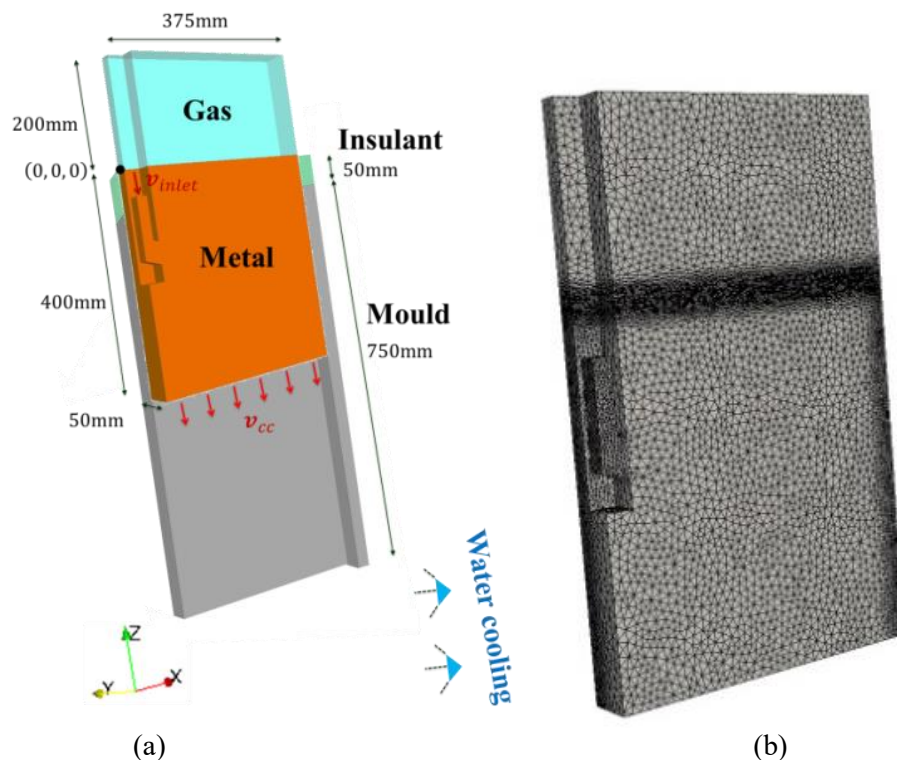 375mm
Gas
200mm
Insulant
(0, 0, 0)
50mm
v_inlet
Metal
400mm
Mould
750mm
50mm
v_cc
Water cooling
Z
Y
X
(a)
(b)